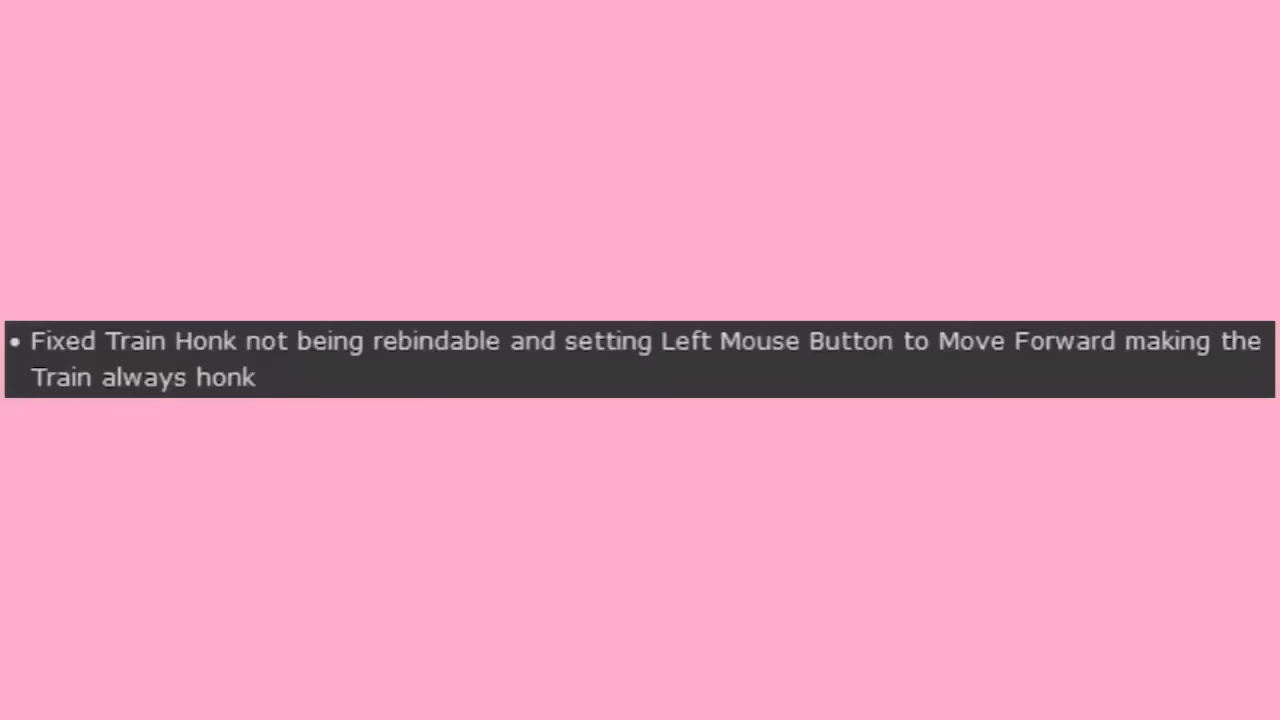 • Fixed Train Honk not being rebindable and setting Left Mouse Button to Move Forward making the
Train always honk